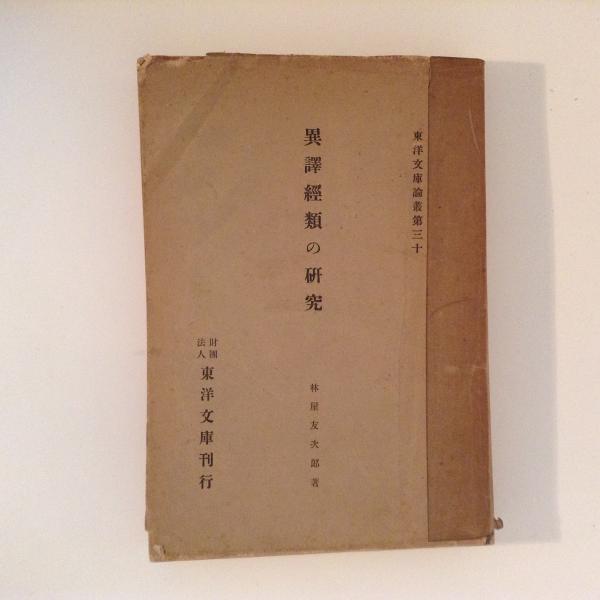 東洋文庫論叢第三十
異譯經類の研究
林屋友次郎著
財團
法人
東洋文庫刊行